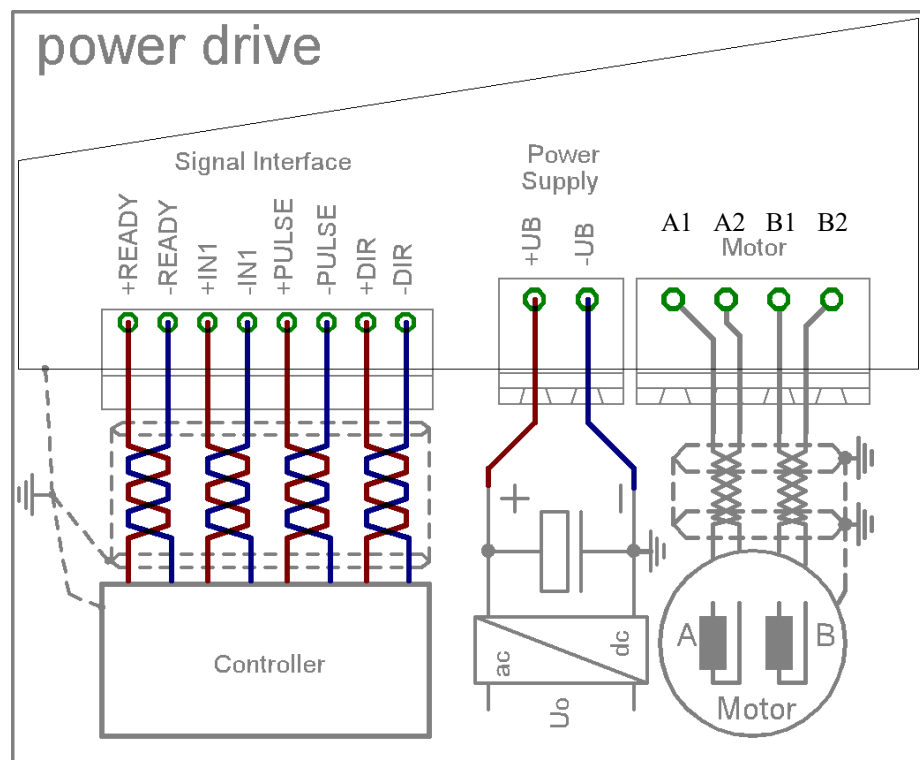 power drive
Signal Interface
+READY
-READY
+IN1
-IN1
+PULSE
-PULSE
+DIR
-DIR
Power
Supply
+UB
-UB
A1 A2 B1 B2
Motor
+ −
ac
dc
Uo
Controller
A B
Motor